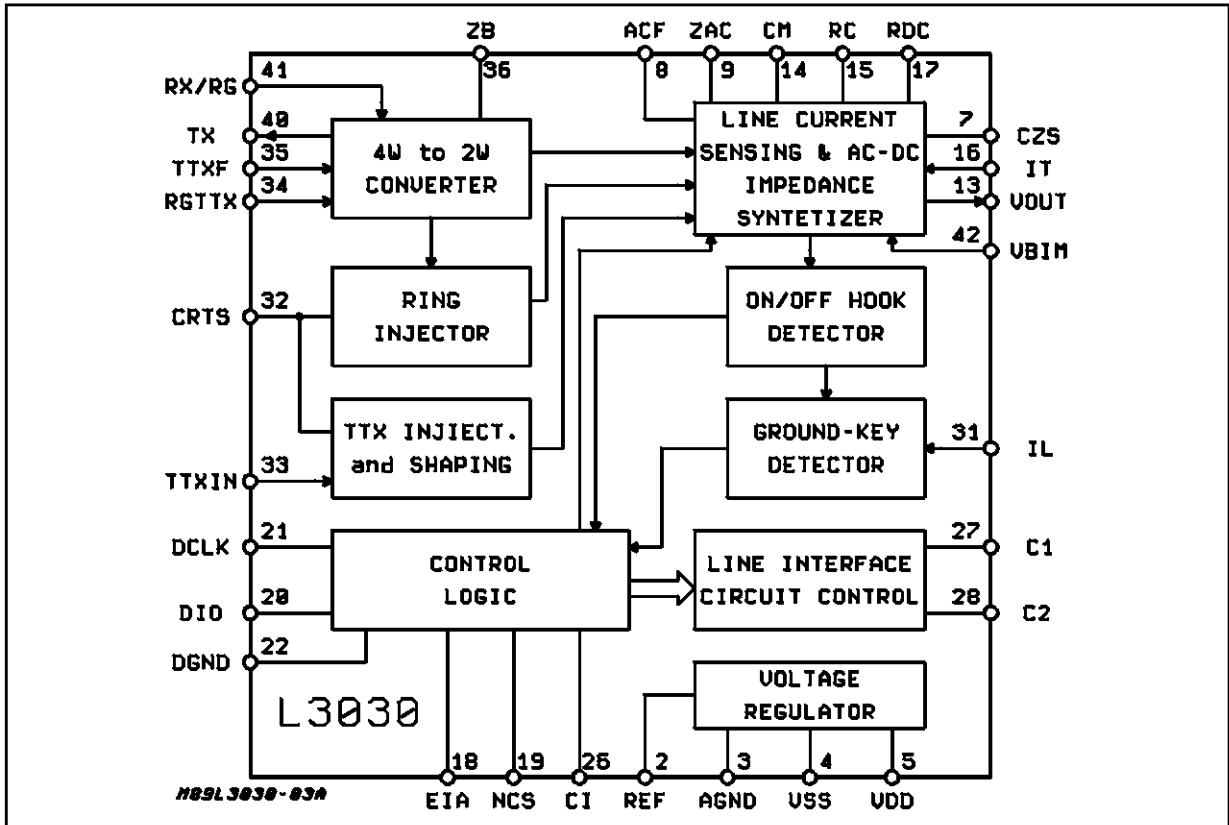 ZB ACF ZAC CM RC RDC
36 8 9 14 15 17
41
RX/RG
40
TX
35
TTXF
34
RGTTX
4W to 2W
CONVERTER
LINE CURRENT
SENSING & AC-DC
IMPEDANCE
SYNTETIZER
7
CZS
16
IT
13
VOUT
42
VBIM
32
CRTS
RING
INJECTOR
ON/OFF HOOK
DETECTOR
TTX INJIECT.
and SHAPING
33
TTXIN
GROUND-KEY
DETECTOR
31
IL
21
DCLK
20
DIO
22
DGND
CONTROL
LOGIC
LINE INTERFACE
CIRCUIT CONTROL
27
C1
28
C2
VOLTAGE
REGULATOR
L3030
18 19 26 2 3 4 5
EIA NCS CI REF AGND VSS VDD
M89L3030-03A